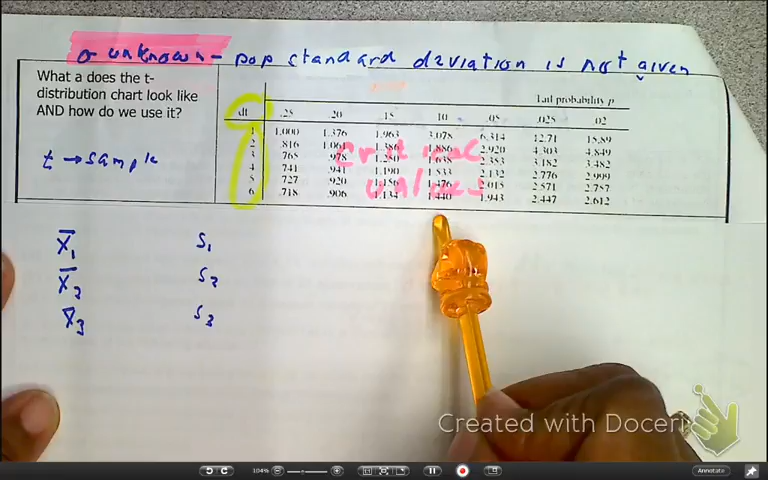 σ unknown - pop standard deviation is not given
What a does the t-
distribution chart look like
AND how do we use it?
t → sample
Tail probability p
df .25 .20 .15 .10 .05 .025 .02
1 1.000 1.376 1.963 3.078 6.314 12.71 15.89
2 .816 1.061 1.386 1.886 2.920 4.303 4.849
3 .765 .978 1.250 1.638 2.353 3.182 3.482
4 .741 .941 1.190 1.533 2.132 2.776 2.999
5 .727 .920 1.156 1.476 2.015 2.571 2.757
6 .718 .906 1.134 1.440 1.943 2.447 2.612
critical
values
x̄₁ s₁
x̄₂ s₂
x̄₃ s₃
Created with Doceri
104%
Annotate